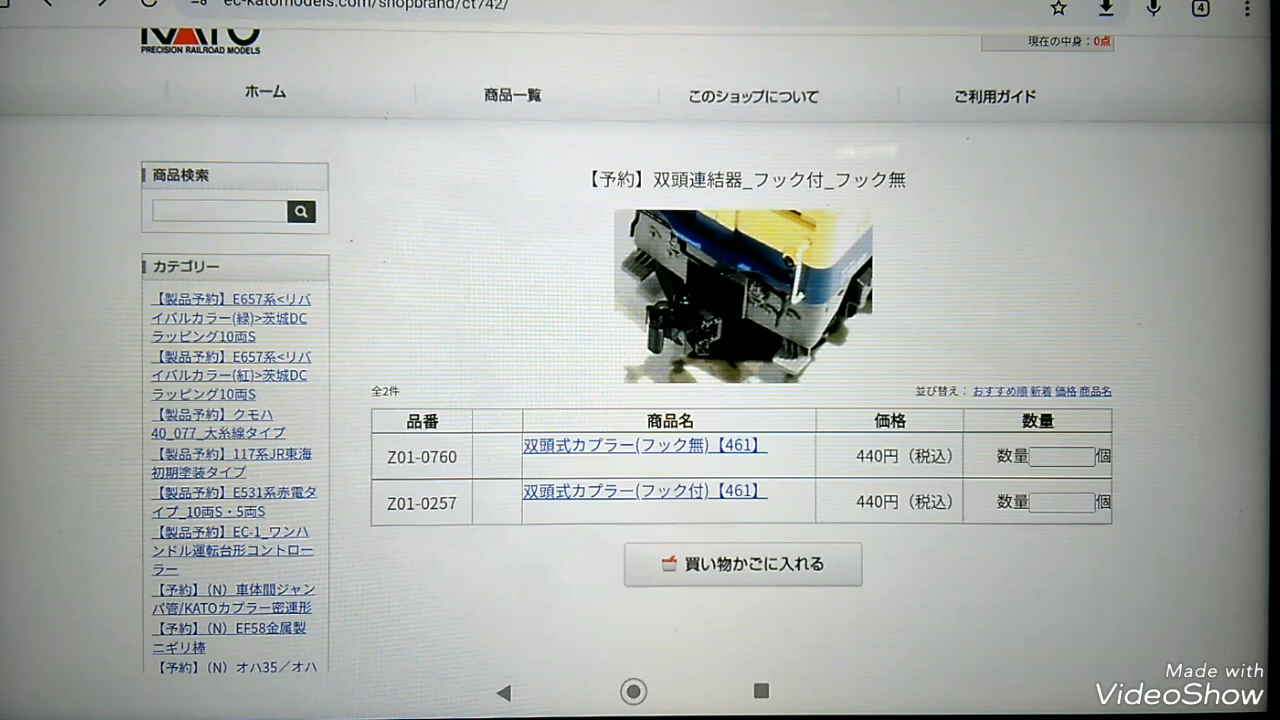 ec-katomodels.com/shopbrand/ct742/
4
KATO
PRECISION RAILROAD MODELS
現在の中身：0点
ホーム
商品一覧
このショップについて
ご利用ガイド
商品検索
カテゴリー
【製品予約】E657系<リバ
イバルカラー(緑)>茨城DC
ラッピング10両S
【製品予約】E657系<リバ
イバルカラー(紅)>茨城DC
ラッピング10両S
【製品予約】クモハ
40_077_大糸線タイプ
【製品予約】117系JR東海
初期塗装タイプ
【製品予約】E531系赤電タ
イプ_10両S・5両S
【製品予約】EC-1_ワンハ
ンドル運転台形コントロー
ラー
【予約】（N）車体間ジャン
パ管/KATOカプラー密連形
【予約】（N）EF58金属製
ニギリ棒
【予約】（N）オハ35／オハ
【予約】双頭連結器_フック付_フック無
全2件
並び替え： おすすめ順 新着 価格 商品名
品番 商品名 価格 数量
Z01-0760 双頭式カプラー(フック無)【461】 440円（税込） 数量 個
Z01-0257 双頭式カプラー(フック付)【461】 440円（税込） 数量 個
買い物かごに入れる
Made with
VideoShow